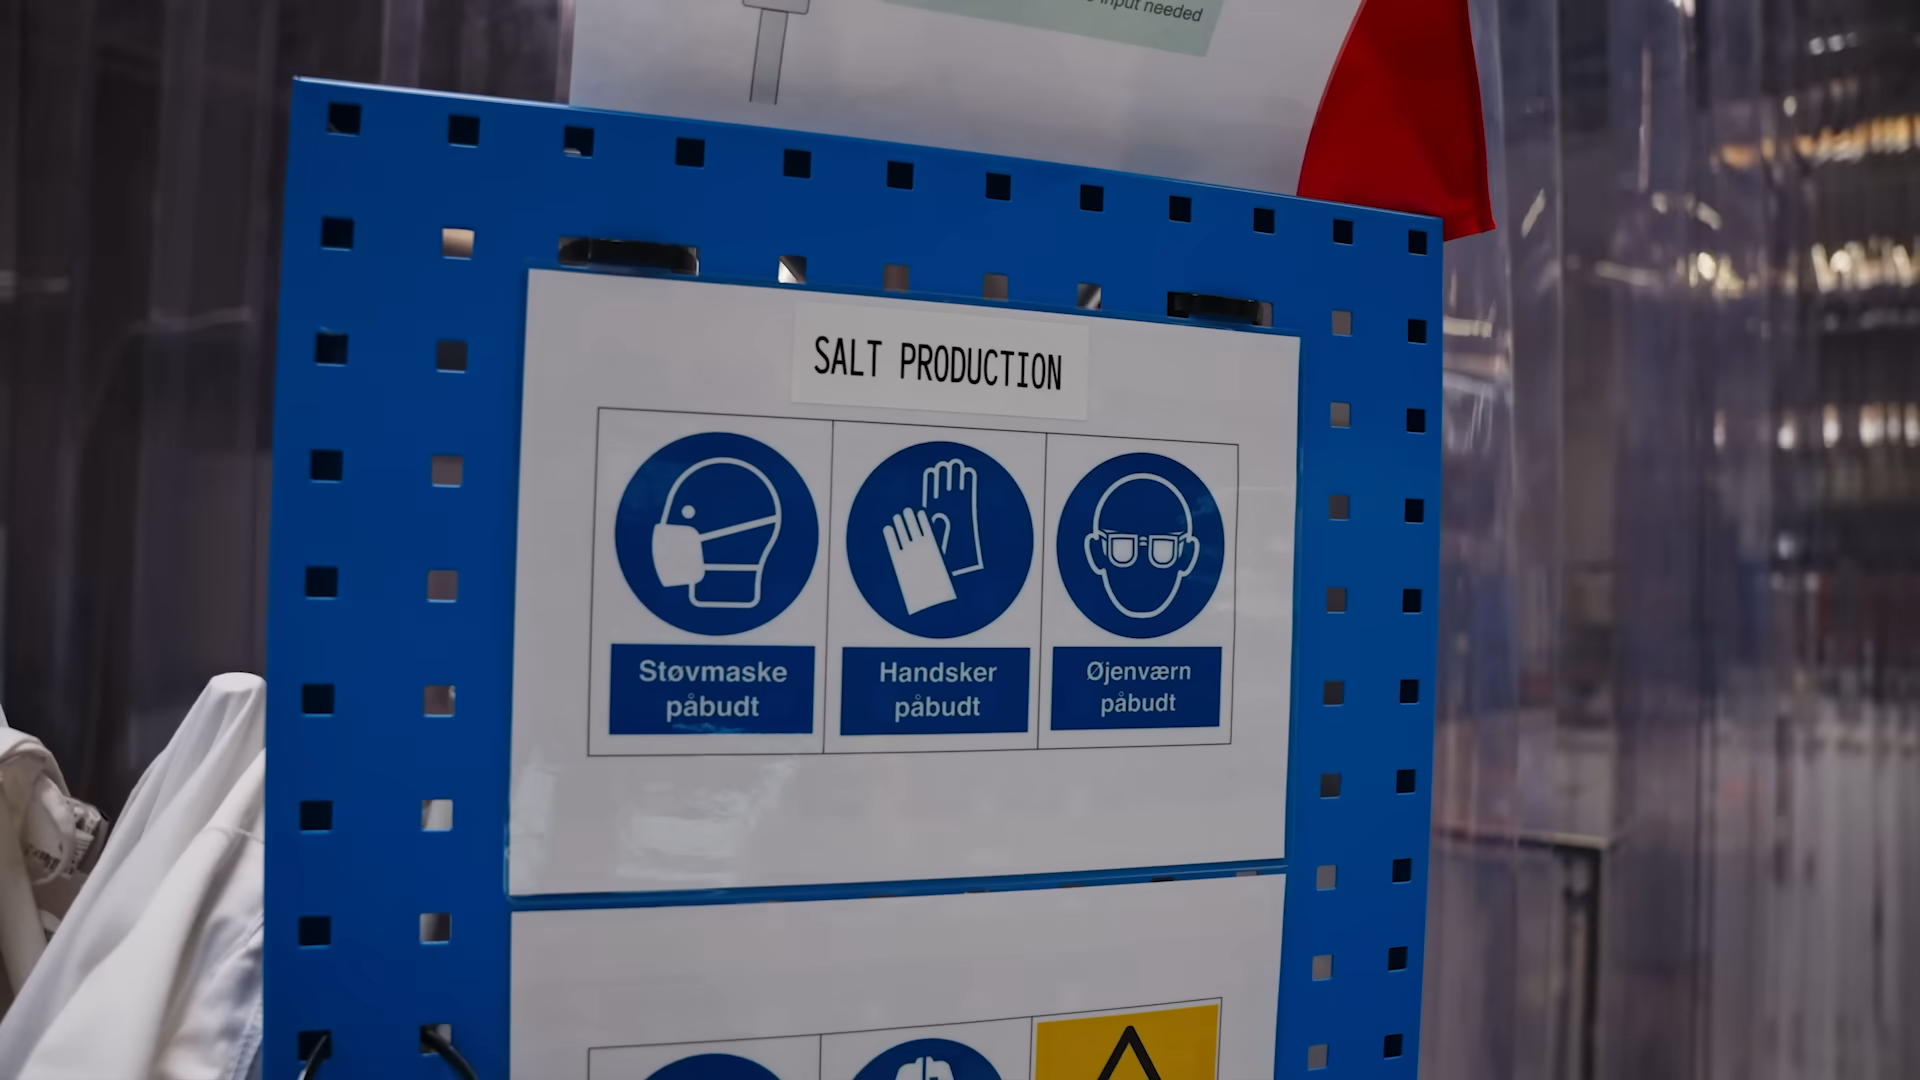 input needed
SALT PRODUCTION
Støvmaske
påbudt
Handsker
påbudt
Øjenværn
påbudt